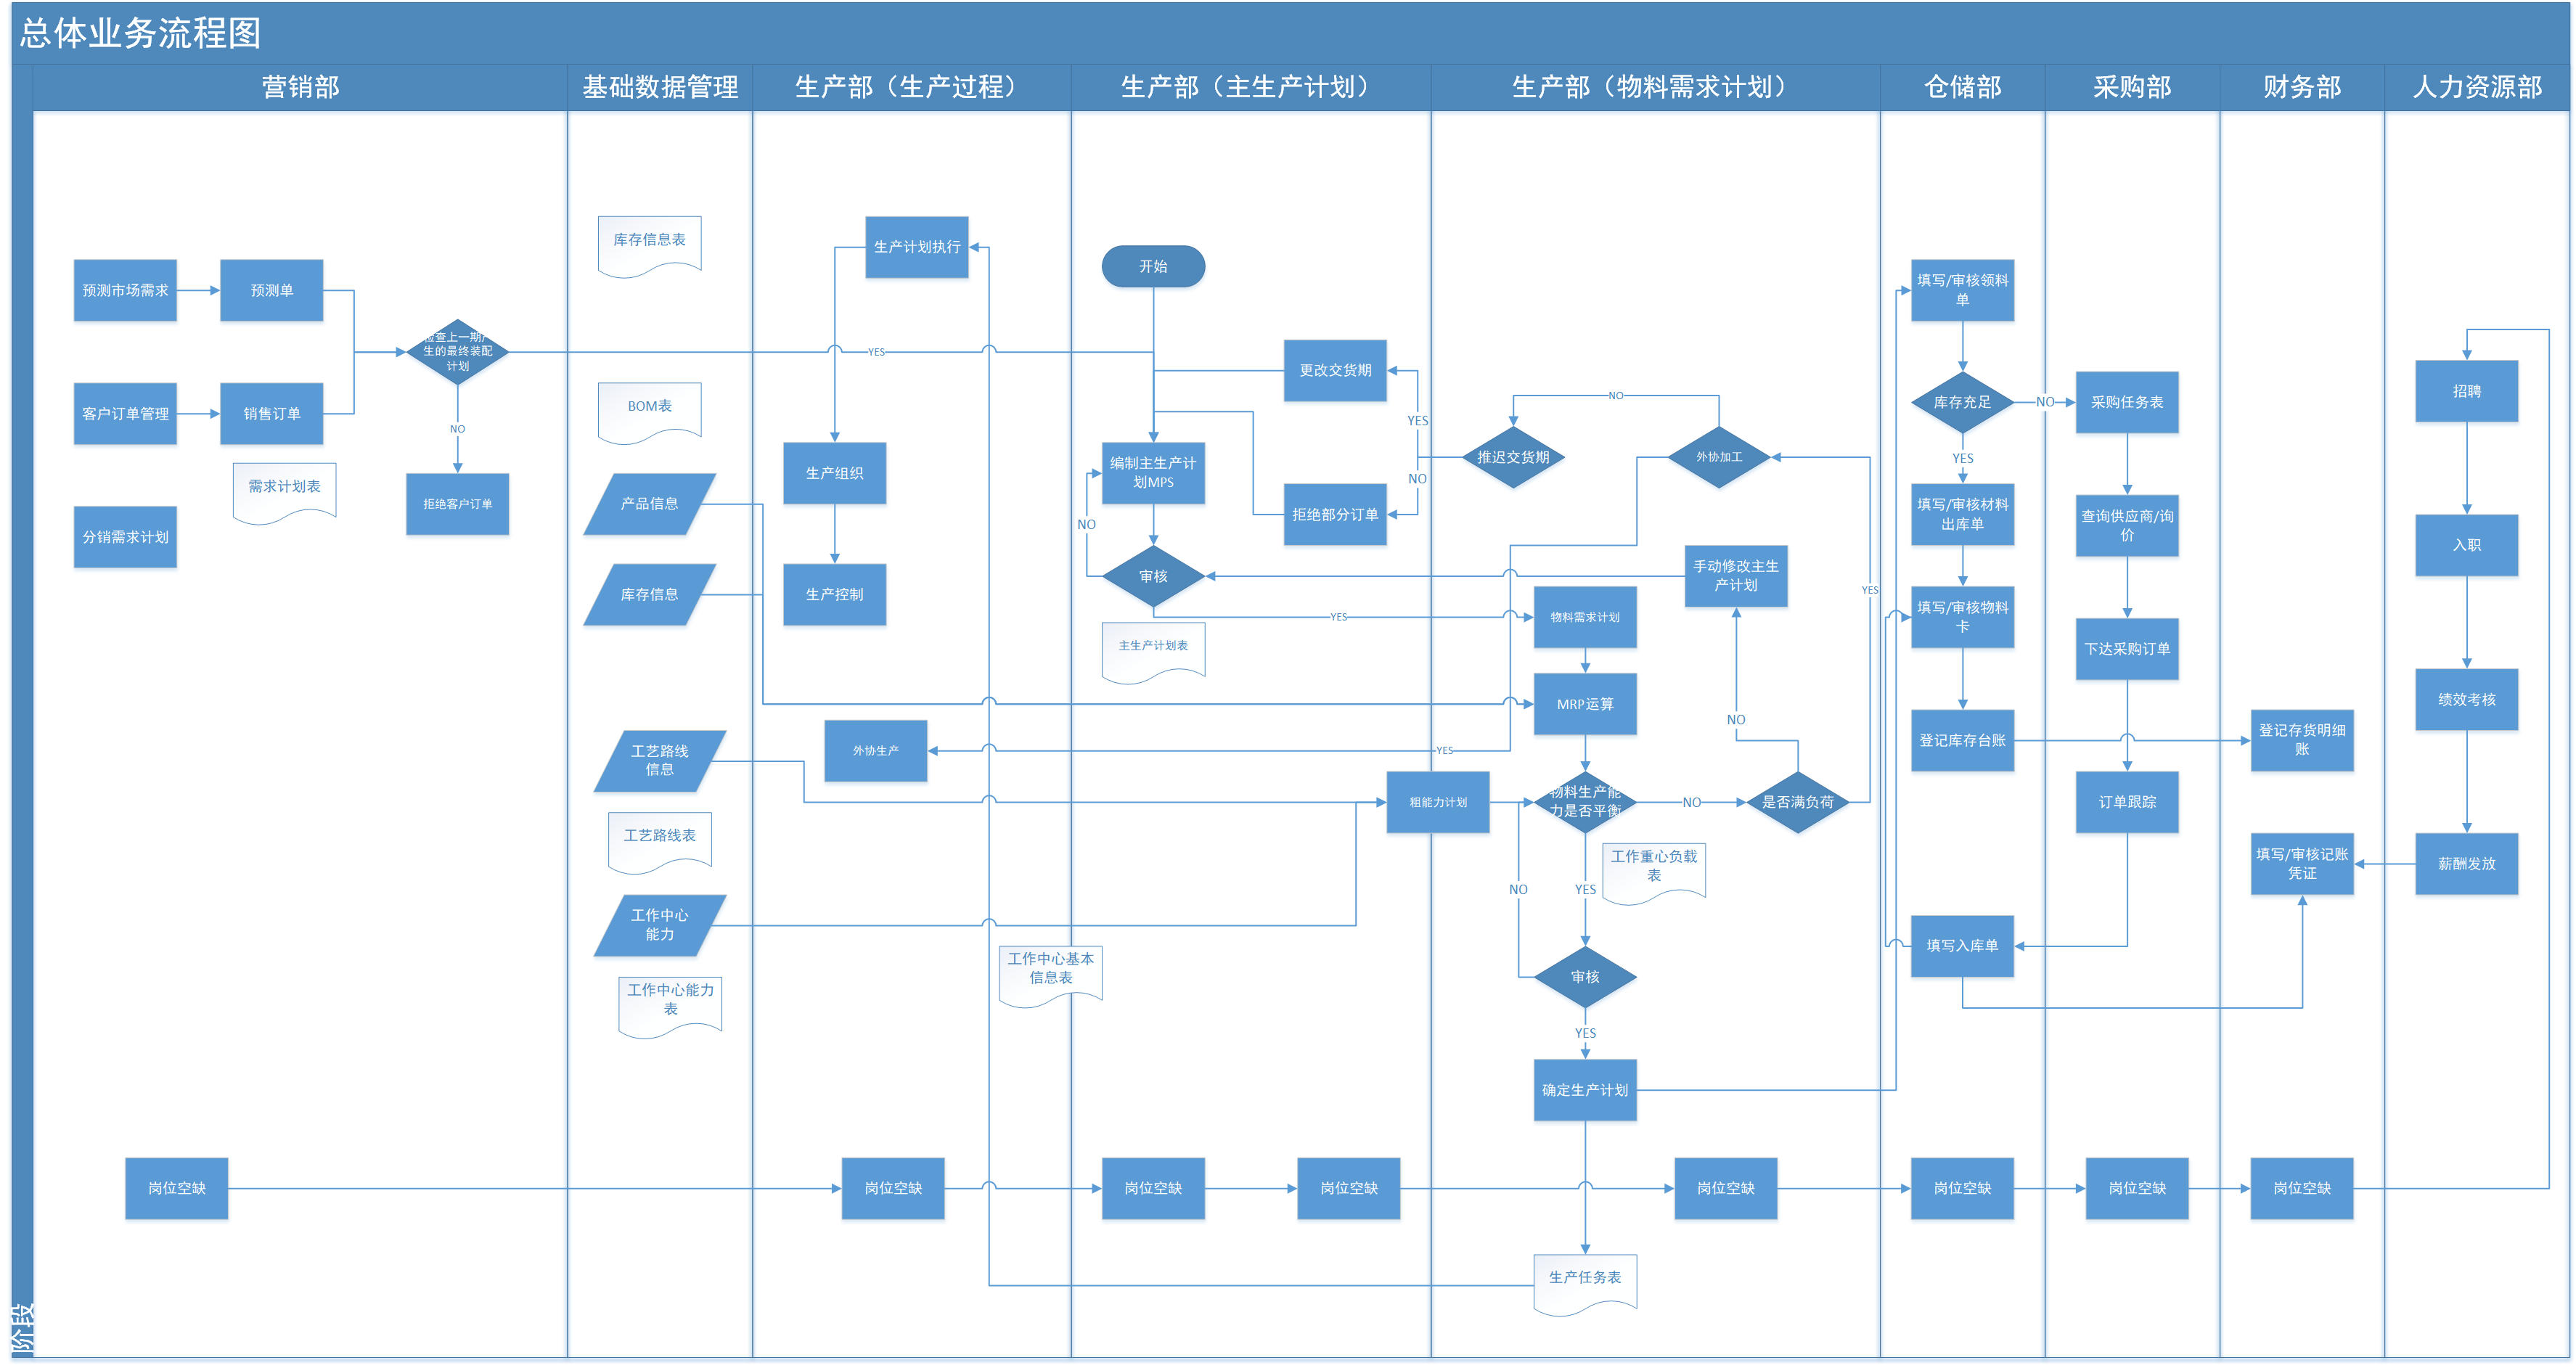 总体业务流程图
营销部
基础数据管理
生产部（生产过程）
生产部（主生产计划）
生产部（物料需求计划）
仓储部
采购部
财务部
人力资源部
阶段
预测市场需求
预测单
客户订单管理
销售订单
需求计划表
分销需求计划
检查上一期产
生的最终装配
计划
YES
NO
拒绝客户订单
岗位空缺
库存信息表
BOM表
产品信息
库存信息
工艺路线
信息
工艺路线表
工作中心
能力
工作中心能力
表
生产计划执行
生产组织
生产控制
外协生产
工作中心基本
信息表
岗位空缺
开始
更改交货期
编制主生产计
划MPS
拒绝部分订单
YES
NO
NO
审核
YES
主生产计划表
YES
粗能力计划
岗位空缺
岗位空缺
NO
推迟交货期
外协加工
手动修改主生
产计划
YES
物料需求计划
MRP运算
NO
物料生产能
力是否平衡
NO
是否满负荷
工作重心负载
表
NO
YES
审核
YES
确定生产计划
岗位空缺
生产任务表
填写/审核领料
单
库存充足
NO
YES
填写/审核材料
出库单
填写/审核物料
卡
登记库存台账
填写入库单
岗位空缺
采购任务表
查询供应商/询
价
下达采购订单
订单跟踪
岗位空缺
登记存货明细
账
填写/审核记账
凭证
岗位空缺
招聘
入职
绩效考核
薪酬发放